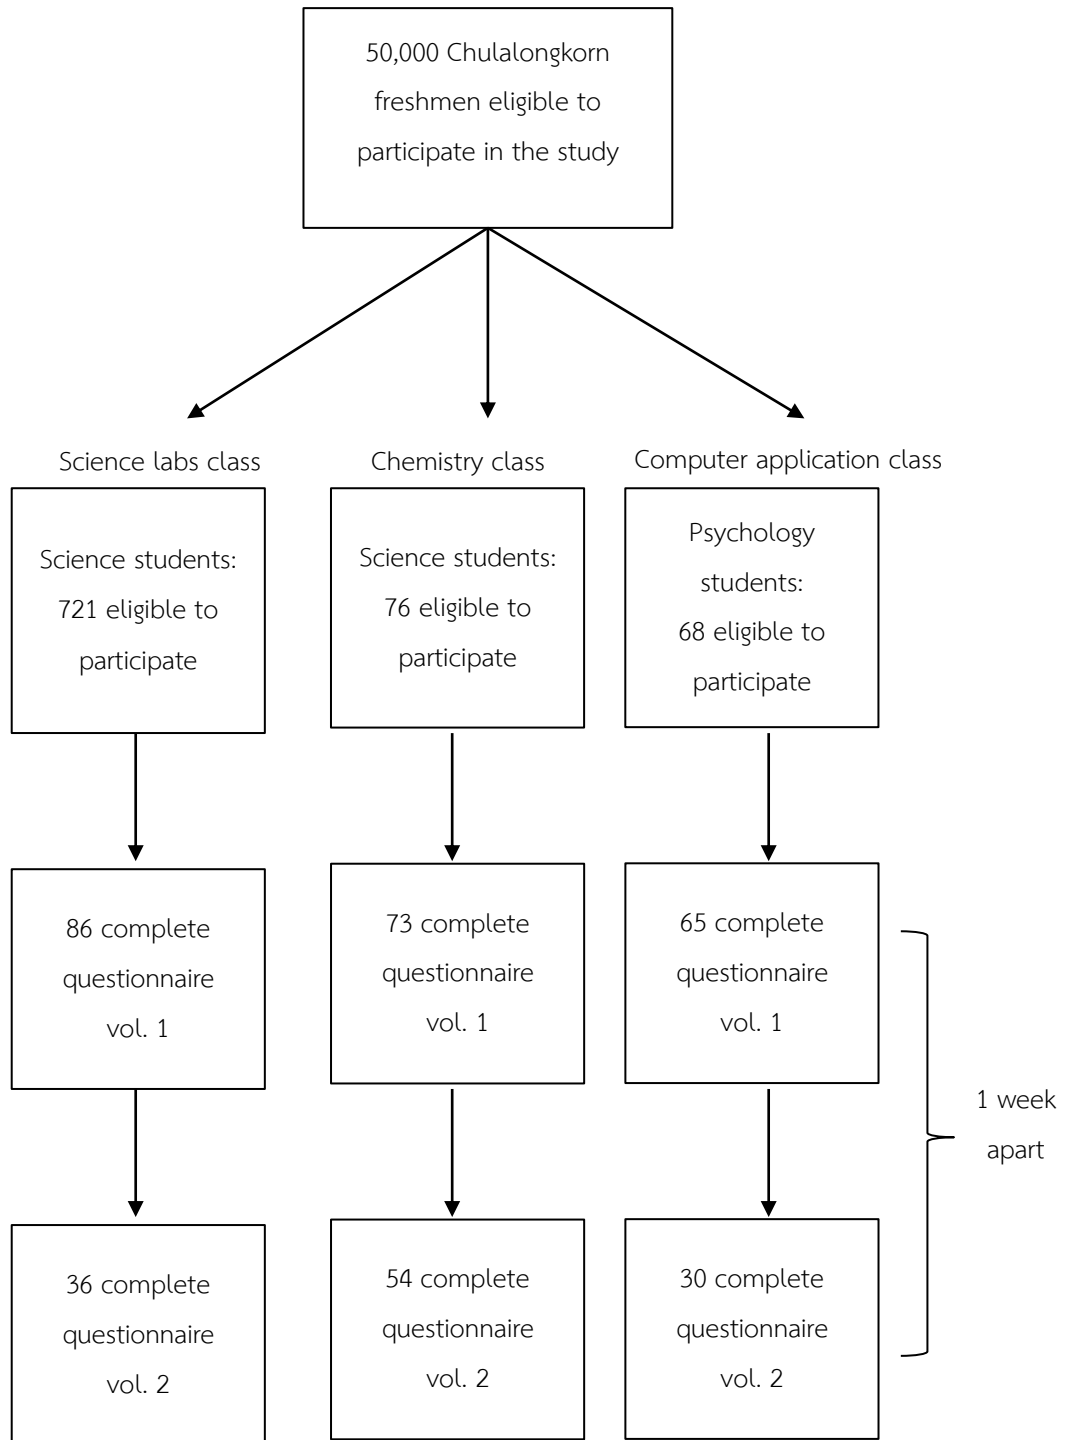 50,000 Chulalongkorn
freshmen eligible to
participate in the study
Science labs class
Chemistry class
Computer application class
Science students:
721 eligible to
participate
Science students:
76 eligible to
participate
Psychology
students:
68 eligible to
participate
86 complete
questionnaire
vol. 1
73 complete
questionnaire
vol. 1
65 complete
questionnaire
vol. 1
1 week
apart
36 complete
questionnaire
vol. 2
54 complete
questionnaire
vol. 2
30 complete
questionnaire
vol. 2